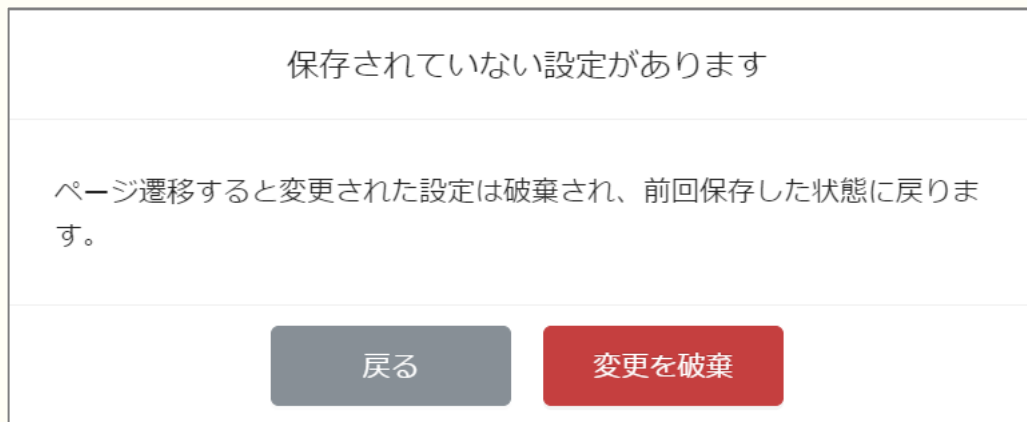 保存されていない設定があります
ページ遷移すると変更された設定は破棄され、前回保存した状態に戻りま
す。
戻る
変更を破棄